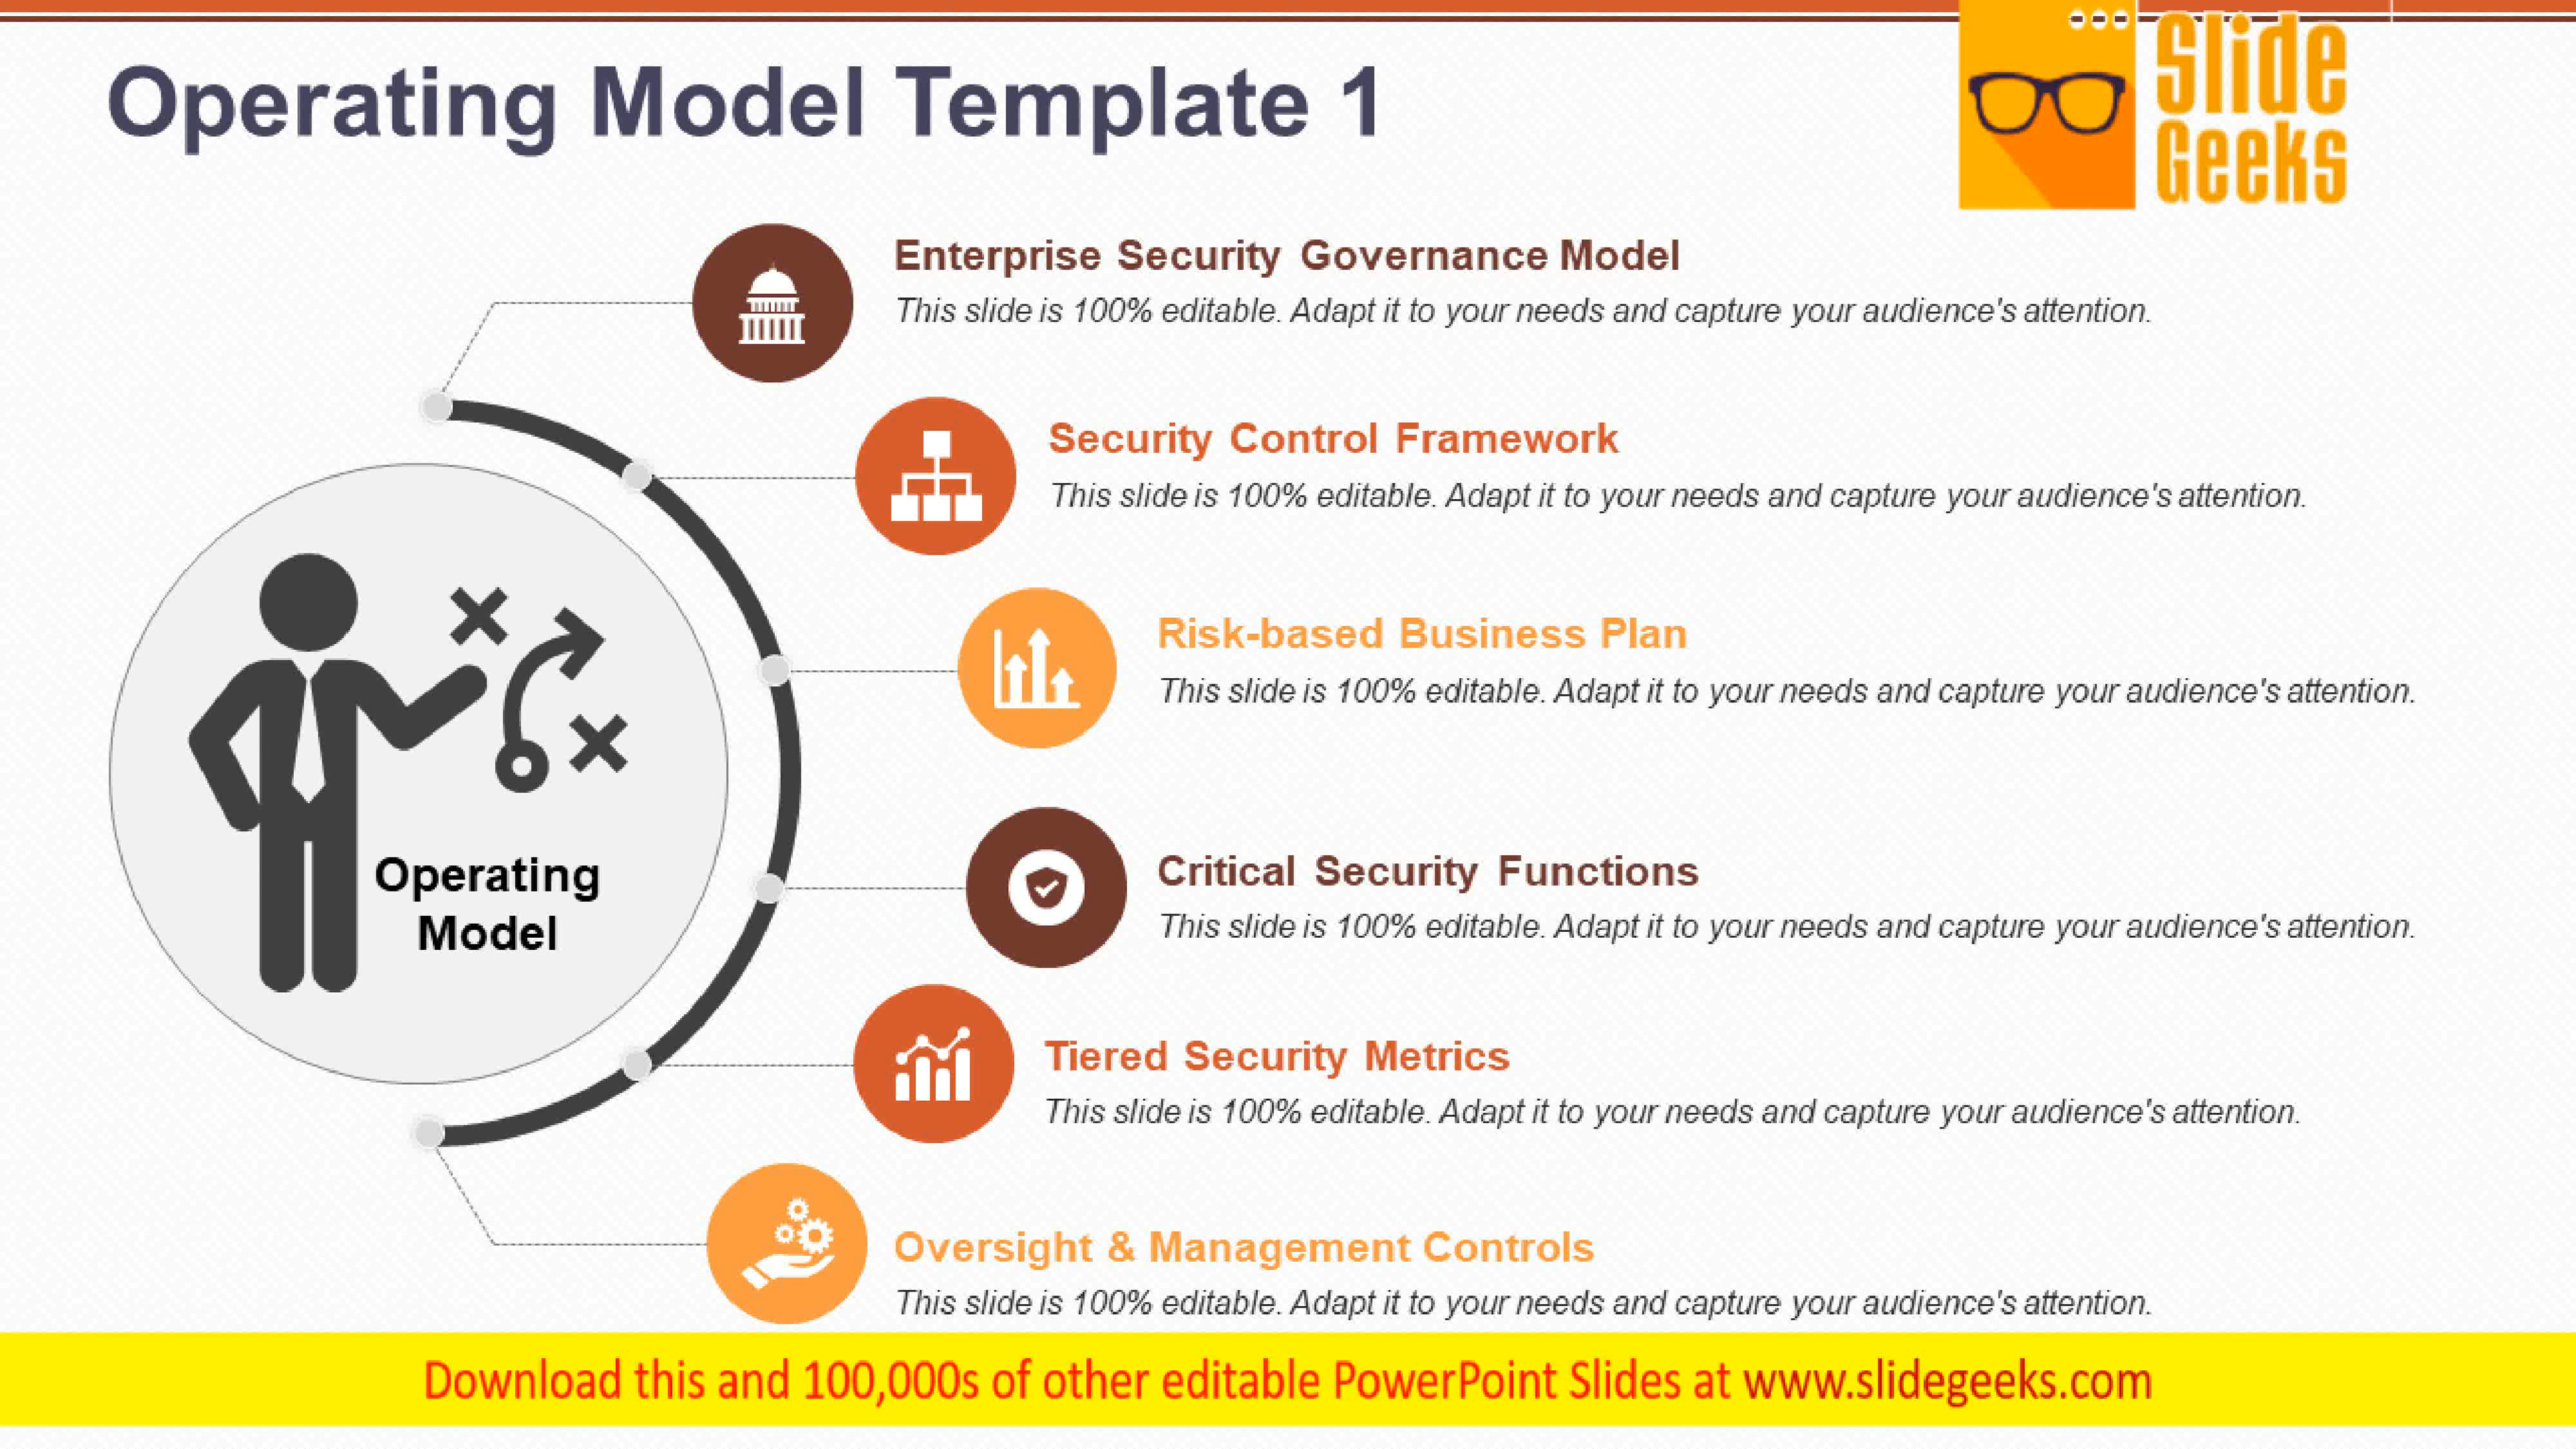 Operating Model Template 1
Slide
Geeks
Enterprise Security Governance Model
This slide is 100% editable. Adapt it to your needs and capture your audience's attention.
Security Control Framework
This slide is 100% editable. Adapt it to your needs and capture your audience's attention.
Risk-based Business Plan
This slide is 100% editable. Adapt it to your needs and capture your audience's attention.
Operating
Model
Critical Security Functions
This slide is 100% editable. Adapt it to your needs and capture your audience's attention.
Tiered Security Metrics
This slide is 100% editable. Adapt it to your needs and capture your audience's attention.
Oversight & Management Controls
This slide is 100% editable. Adapt it to your needs and capture your audience's attention.
Download this and 100,000s of other editable PowerPoint Slides at www.slidegeeks.com